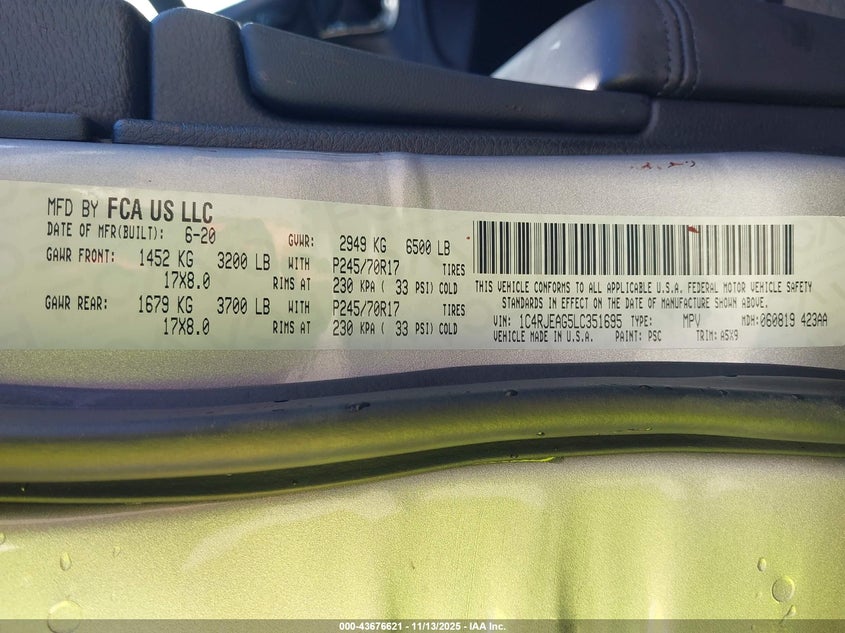 MFD BY FCA US LLC
DATE OF MFR(BUILT): 6-20 GVWR: 2949 KG 6500 LB
GAWR FRONT: 1452 KG 3200 LB WITH P245/70R17 TIRES
17X8.0 RIMS AT 230 KPA ( 33 PSI) COLD
GAWR REAR: 1679 KG 3700 LB WITH P245/70R17 TIRES
17X8.0 RIMS AT 230 KPA ( 33 PSI) COLD
THIS VEHICLE CONFORMS TO ALL APPLICABLE U.S.A. FEDERAL MOTOR VEHICLE SAFETY
STANDARDS IN EFFECT ON THE DATE OF MANUFACTURE SHOWN ABOVE.
VIN: 1C4RJEAG5LC351695 TYPE: MPV MDH: 060819 423AA
VEHICLE MADE IN U.S.A. PAINT: PSC TRIM: A5X9
000-43676621 - 11/13/2025 - IAA Inc.